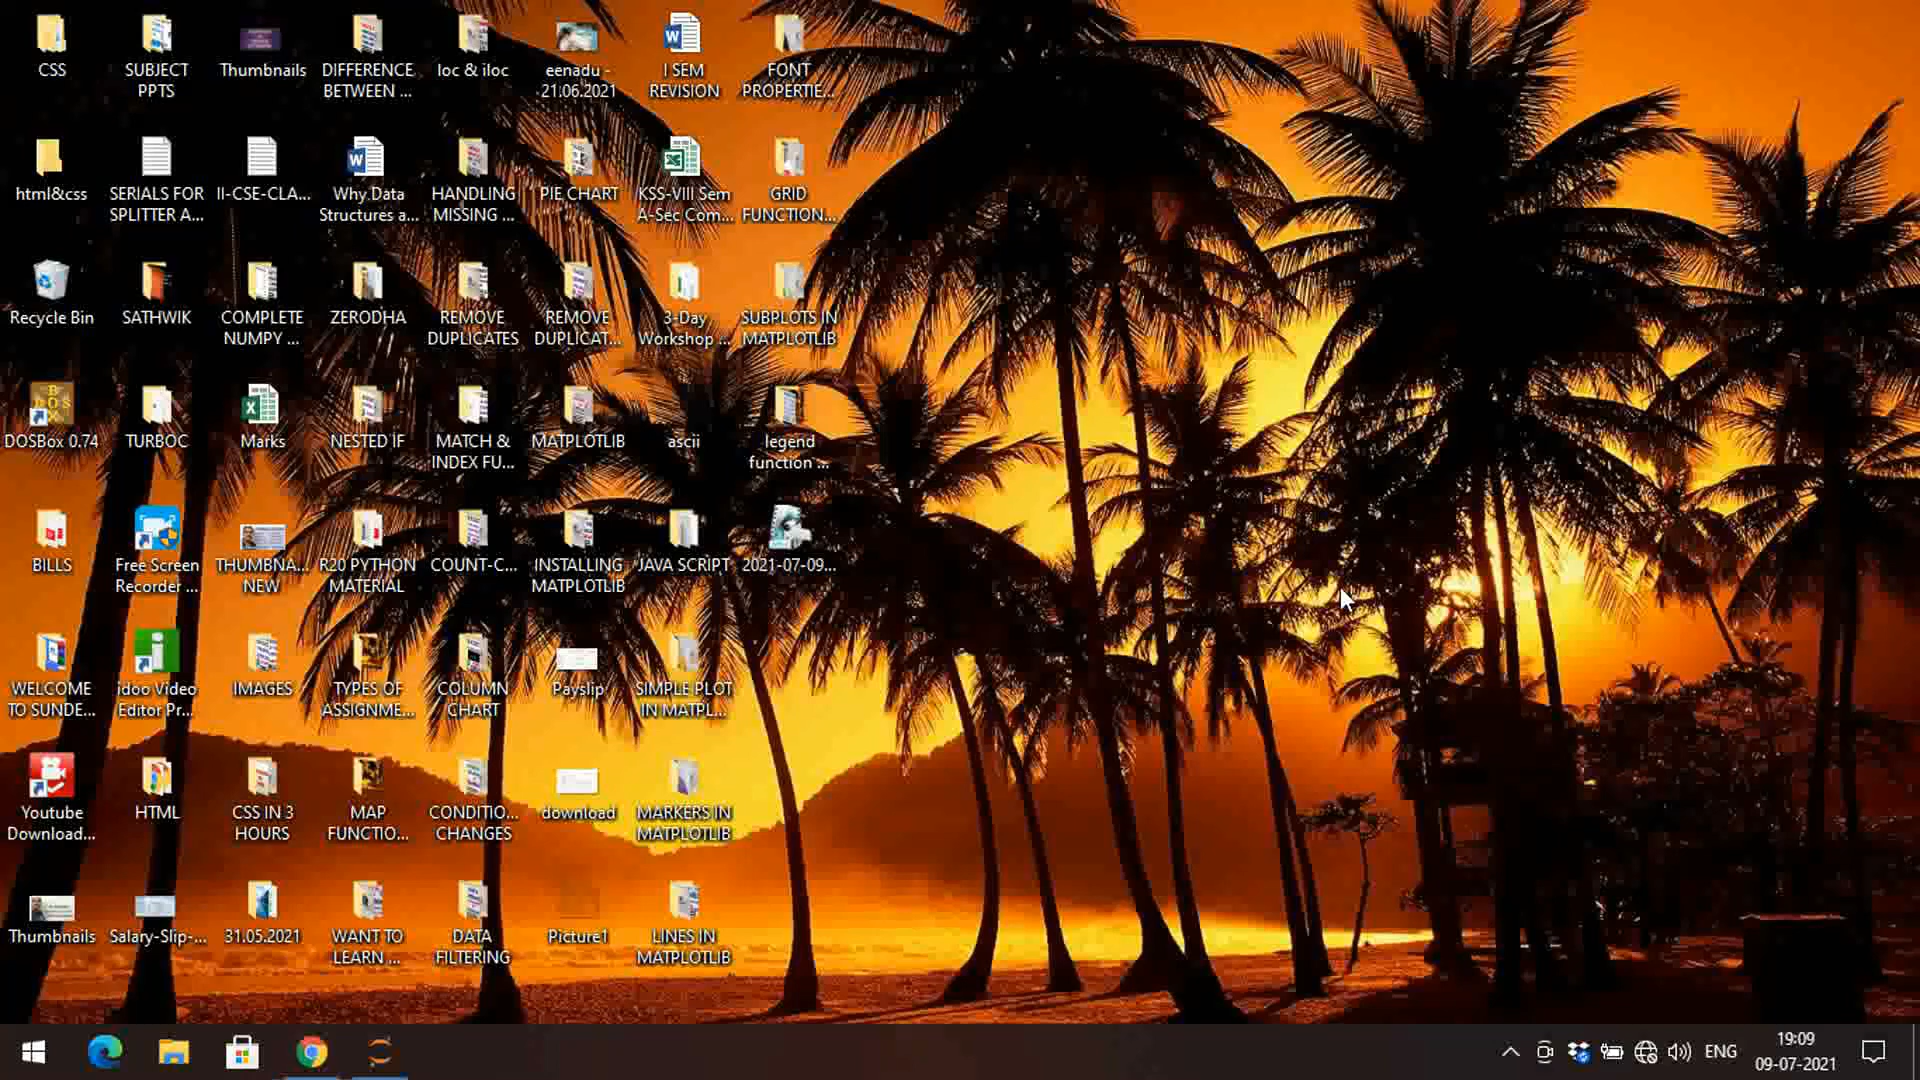 CSS
SUBJECT
PPTS
Thumbnails
DIFFERENCE
BETWEEN ...
loc & iloc
eenadu -
21.06.2021
I SEM
REVISION
FONT
PROPERTIE...
html&css
SERIALS FOR
SPLITTER A...
II-CSE-CLA...
Why Data
Structures a...
HANDLING
MISSING ...
PIE CHART
KSS-VIII Sem
A-Sec Com...
GRID
FUNCTION...
Recycle Bin
SATHWIK
COMPLETE
NUMPY ...
ZERODHA
REMOVE
DUPLICATES
REMOVE
DUPLICAT...
3-Day
Workshop ...
SUBPLOTS IN
MATPLOTLIB
DOSBox 0.74
TURBOC
Marks
NESTED IF
MATCH &
INDEX FU...
MATPLOTLIB
ascii
legend
function ...
BILLS
Free Screen
Recorder ...
THUMBNA...
NEW
R20 PYTHON
MATERIAL
COUNT-C...
INSTALLING
MATPLOTLIB
JAVA SCRIPT
2021-07-09...
WELCOME
TO SUNDE...
idoo Video
Editor Pr...
IMAGES
TYPES OF
ASSIGNME...
COLUMN
CHART
Payslip
SIMPLE PLOT
IN MATPL...
Youtube
Download...
HTML
CSS IN 3
HOURS
MAP
FUNCTIO...
CONDITIO...
CHANGES
download
MARKERS IN
MATPLOTLIB
Thumbnails
Salary-Slip-...
31.05.2021
WANT TO
LEARN ...
DATA
FILTERING
Picture1
LINES IN
MATPLOTLIB
ENG
19:09
09-07-2021